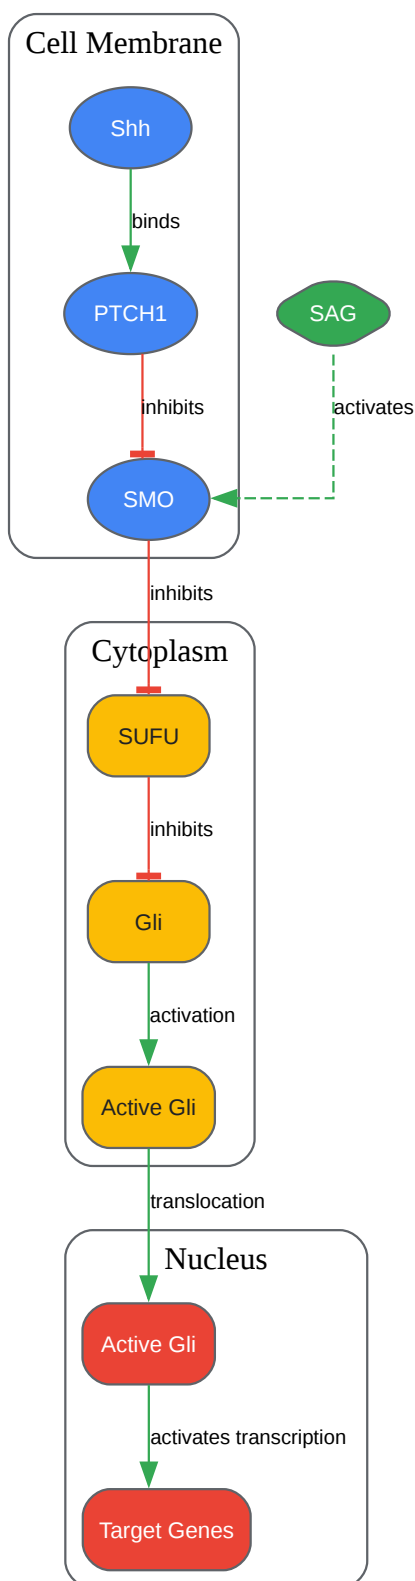 Cell Membrane
Shh
binds
PTCH1
SAG
inhibits
activates
SMO
inhibits
Cytoplasm
SUFU
inhibits
Gli
activation
Active Gli
translocation
Nucleus
Active Gli
activates transcription
Target Genes